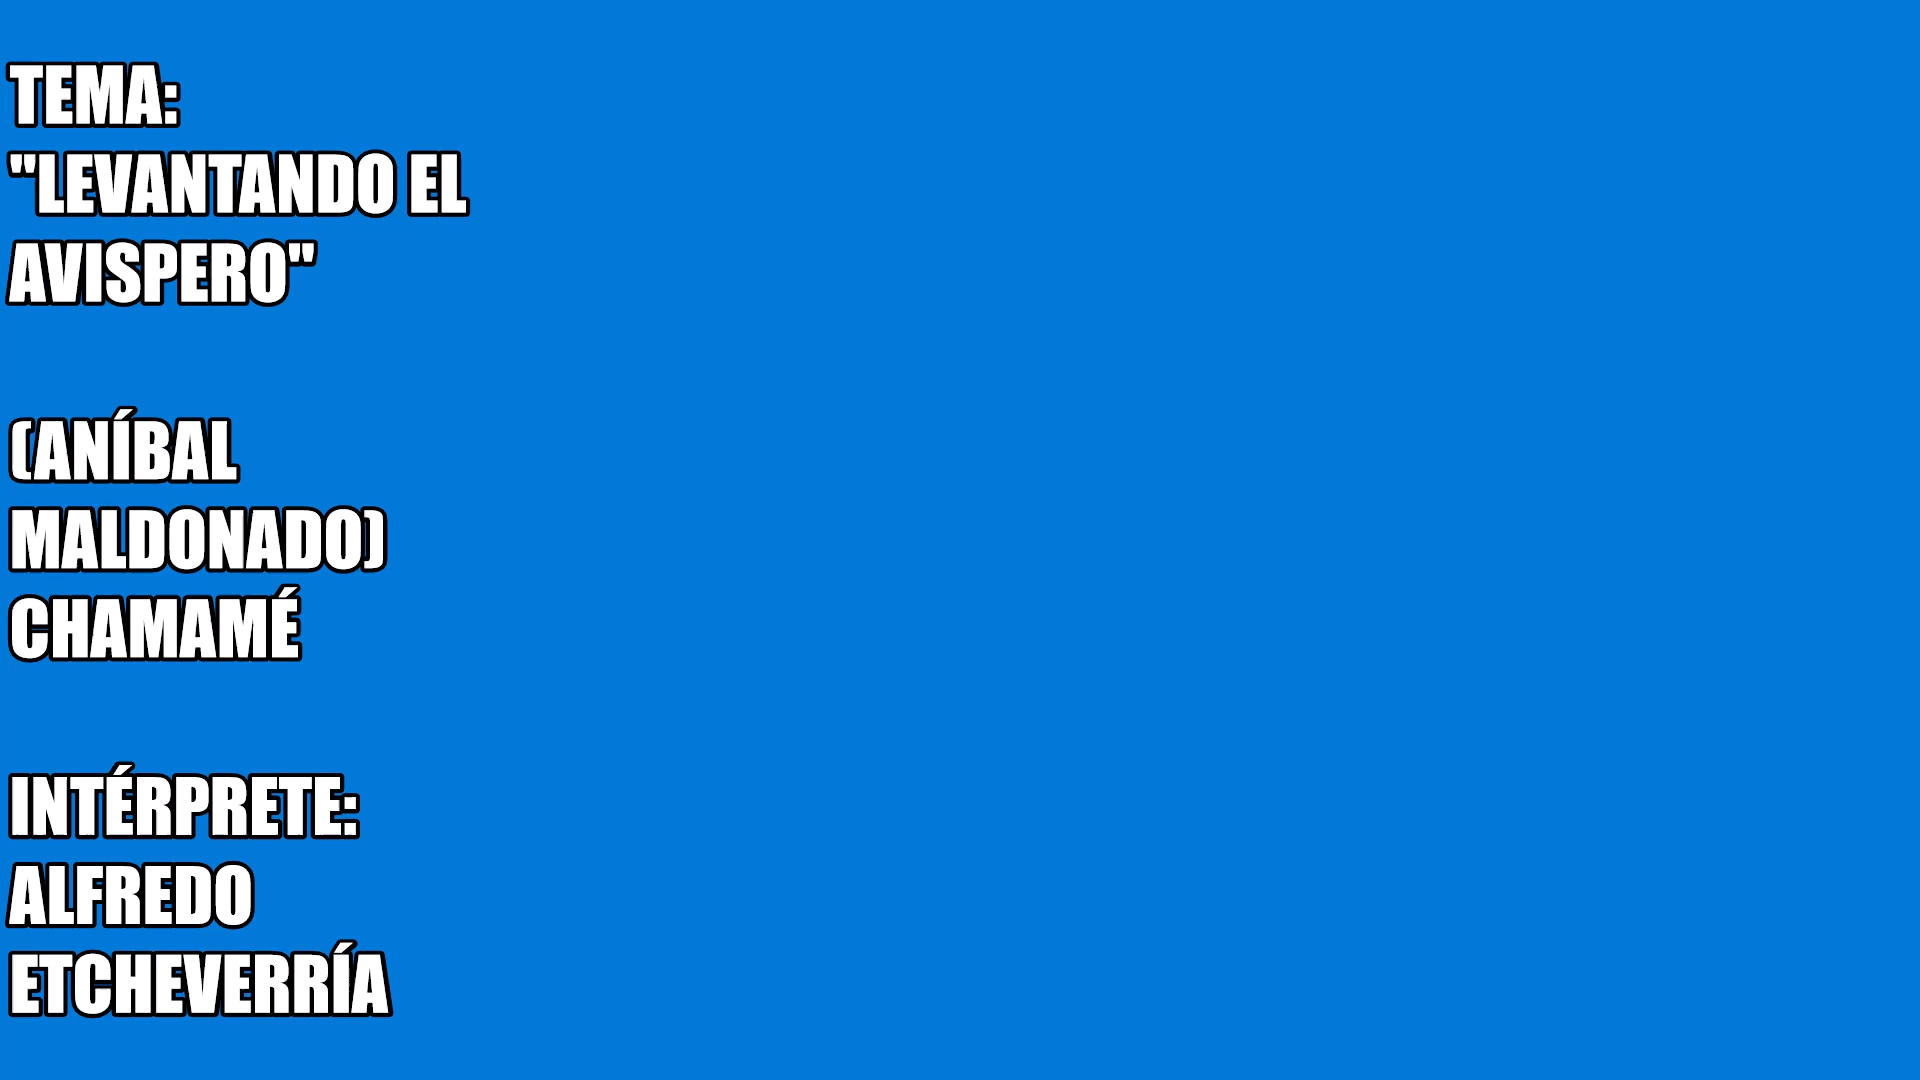 TEMA:
"LEVANTANDO EL
AVISPERO"
(ANÍBAL
MALDONADO)
CHAMAMÉ
INTÉRPRETE:
ALFREDO
ETCHEVERRÍA